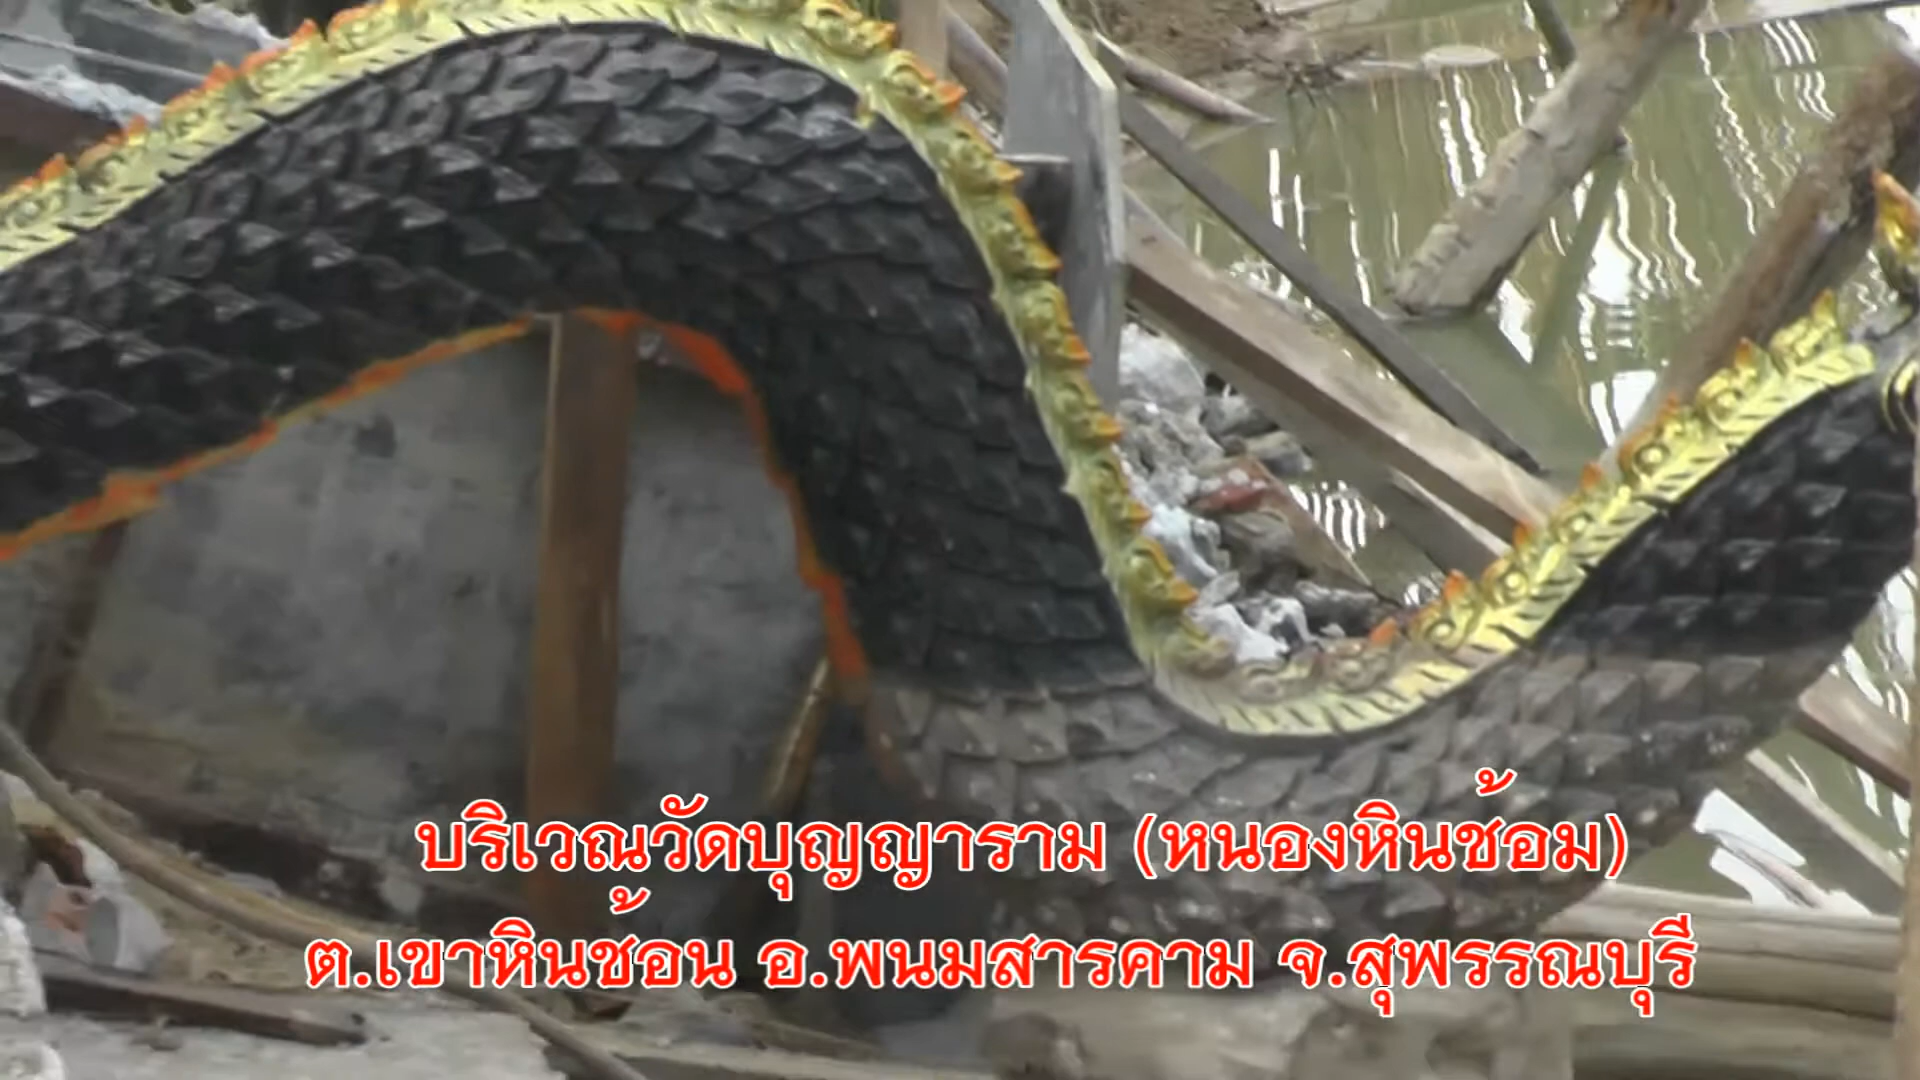 บริเวณวัดบุญญาราม (หนองหินช้อม)
ต.เขาหินช้อน อ.พนมสารคาม จ.สุพรรณบุรี